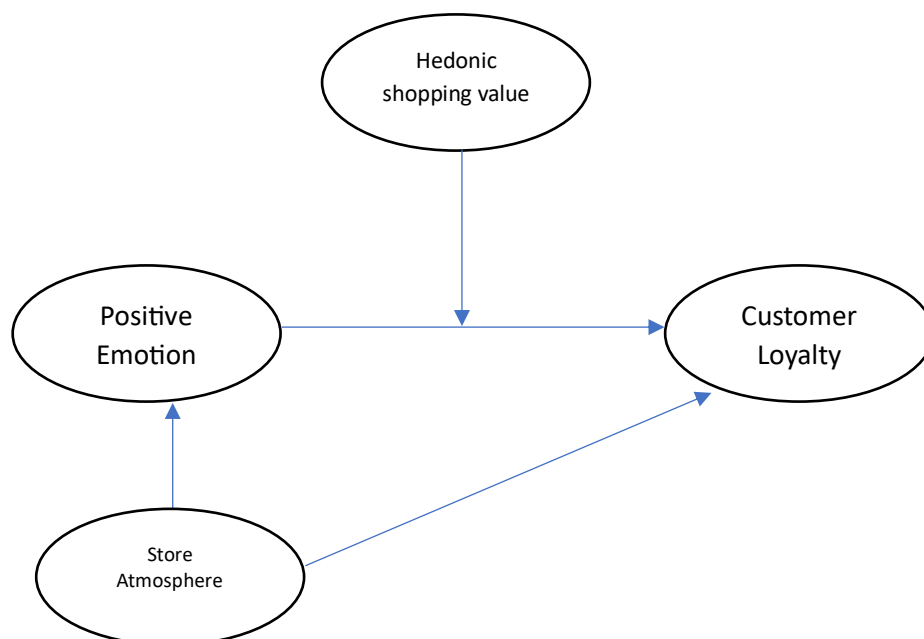 Hedonic
shopping value
Positive
Emotion
Customer
Loyalty
Store
Atmosphere